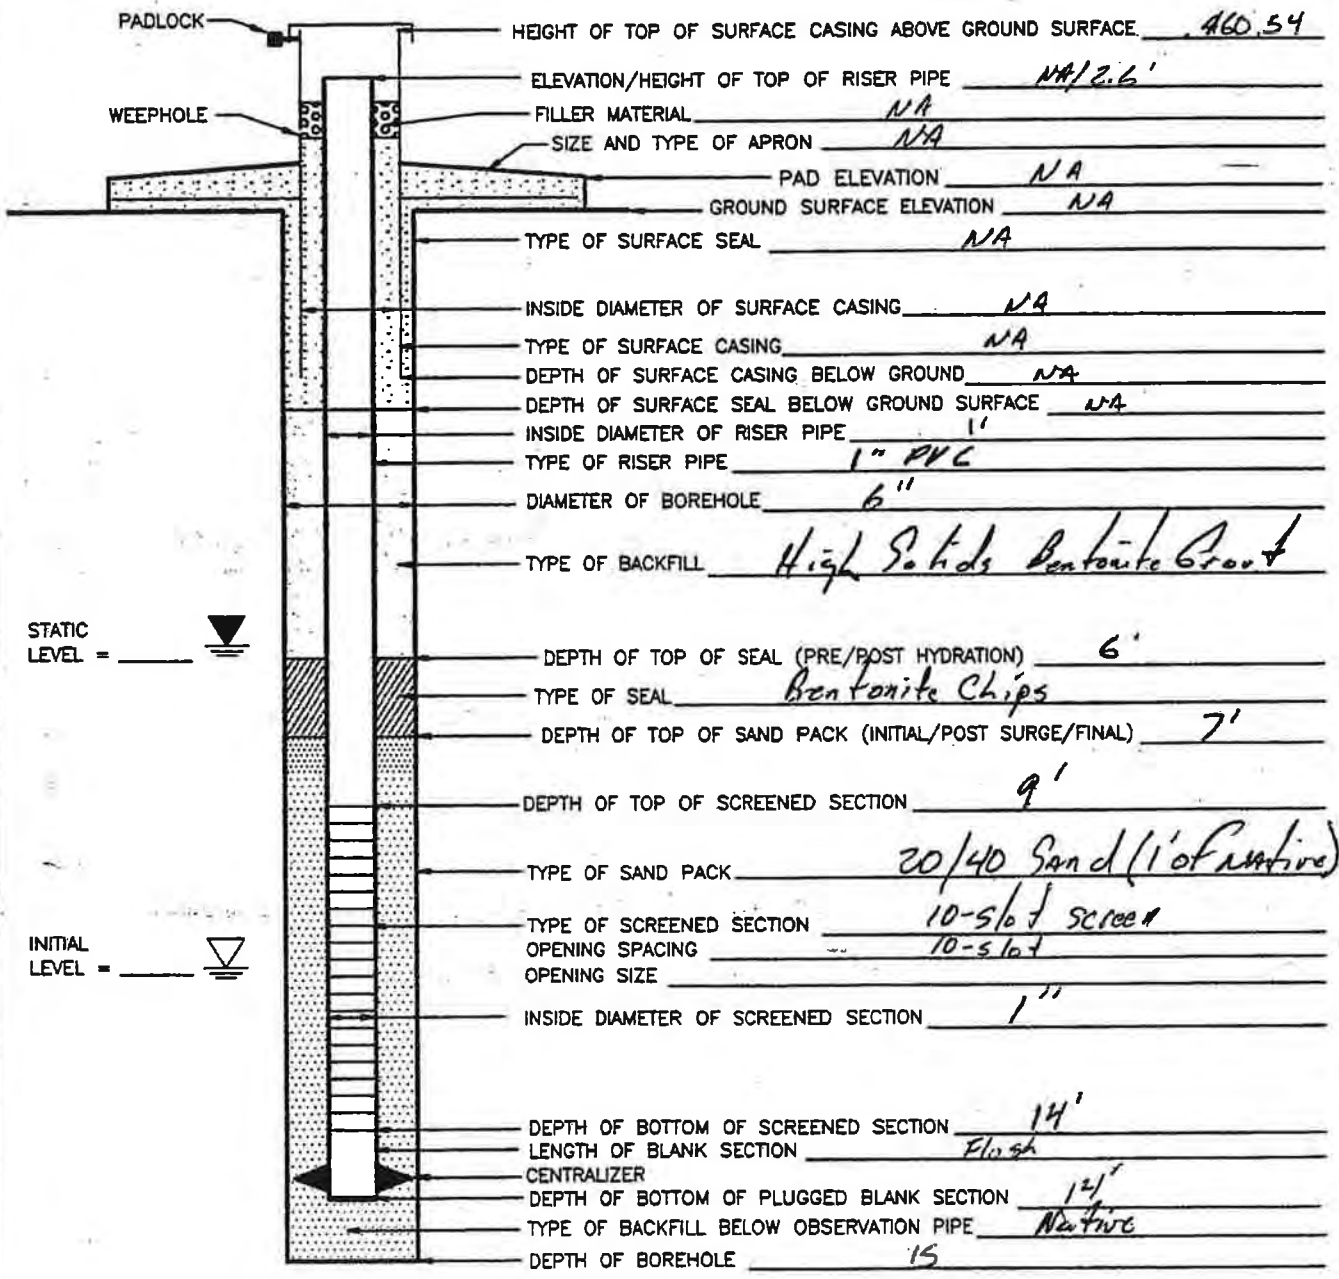 PADLOCK
HEIGHT OF TOP OF SURFACE CASING ABOVE GROUND SURFACE 460.54
ELEVATION/HEIGHT OF TOP OF RISER PIPE NA/2.6'
WEEPHOLE
FILLER MATERIAL NA
SIZE AND TYPE OF APRON NA
PAD ELEVATION NA
GROUND SURFACE ELEVATION NA
TYPE OF SURFACE SEAL NA
INSIDE DIAMETER OF SURFACE CASING NA
TYPE OF SURFACE CASING NA
DEPTH OF SURFACE CASING BELOW GROUND NA
DEPTH OF SURFACE SEAL BELOW GROUND SURFACE NA
INSIDE DIAMETER OF RISER PIPE 1'
TYPE OF RISER PIPE 1" PVC
DIAMETER OF BOREHOLE 6"
TYPE OF BACKFILL High Solids Bentonite Grout
STATIC
LEVEL =
DEPTH OF TOP OF SEAL (PRE/POST HYDRATION) 6'
TYPE OF SEAL Bentonite Chips
DEPTH OF TOP OF SAND PACK (INITIAL/POST SURGE/FINAL) 7'
DEPTH OF TOP OF SCREENED SECTION 9'
TYPE OF SAND PACK 20/40 Sand (1' of native)
TYPE OF SCREENED SECTION 10-slot screen
INITIAL
LEVEL =
OPENING SPACING 10-slot
OPENING SIZE
INSIDE DIAMETER OF SCREENED SECTION 1"
DEPTH OF BOTTOM OF SCREENED SECTION 14'
LENGTH OF BLANK SECTION Flush
CENTRALIZER
DEPTH OF BOTTOM OF PLUGGED BLANK SECTION 14'
TYPE OF BACKFILL BELOW OBSERVATION PIPE Native
DEPTH OF BOREHOLE 15